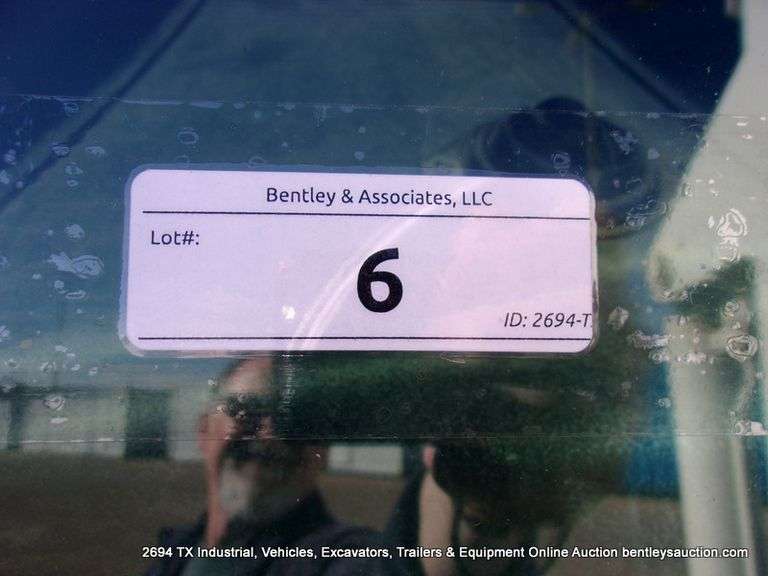 Bentley & Associates, LLC
Lot#:
6
ID: 2694-T
2694 TX Industrial, Vehicles, Excavators, Trailers & Equipment Online Auction bentleysauction.com